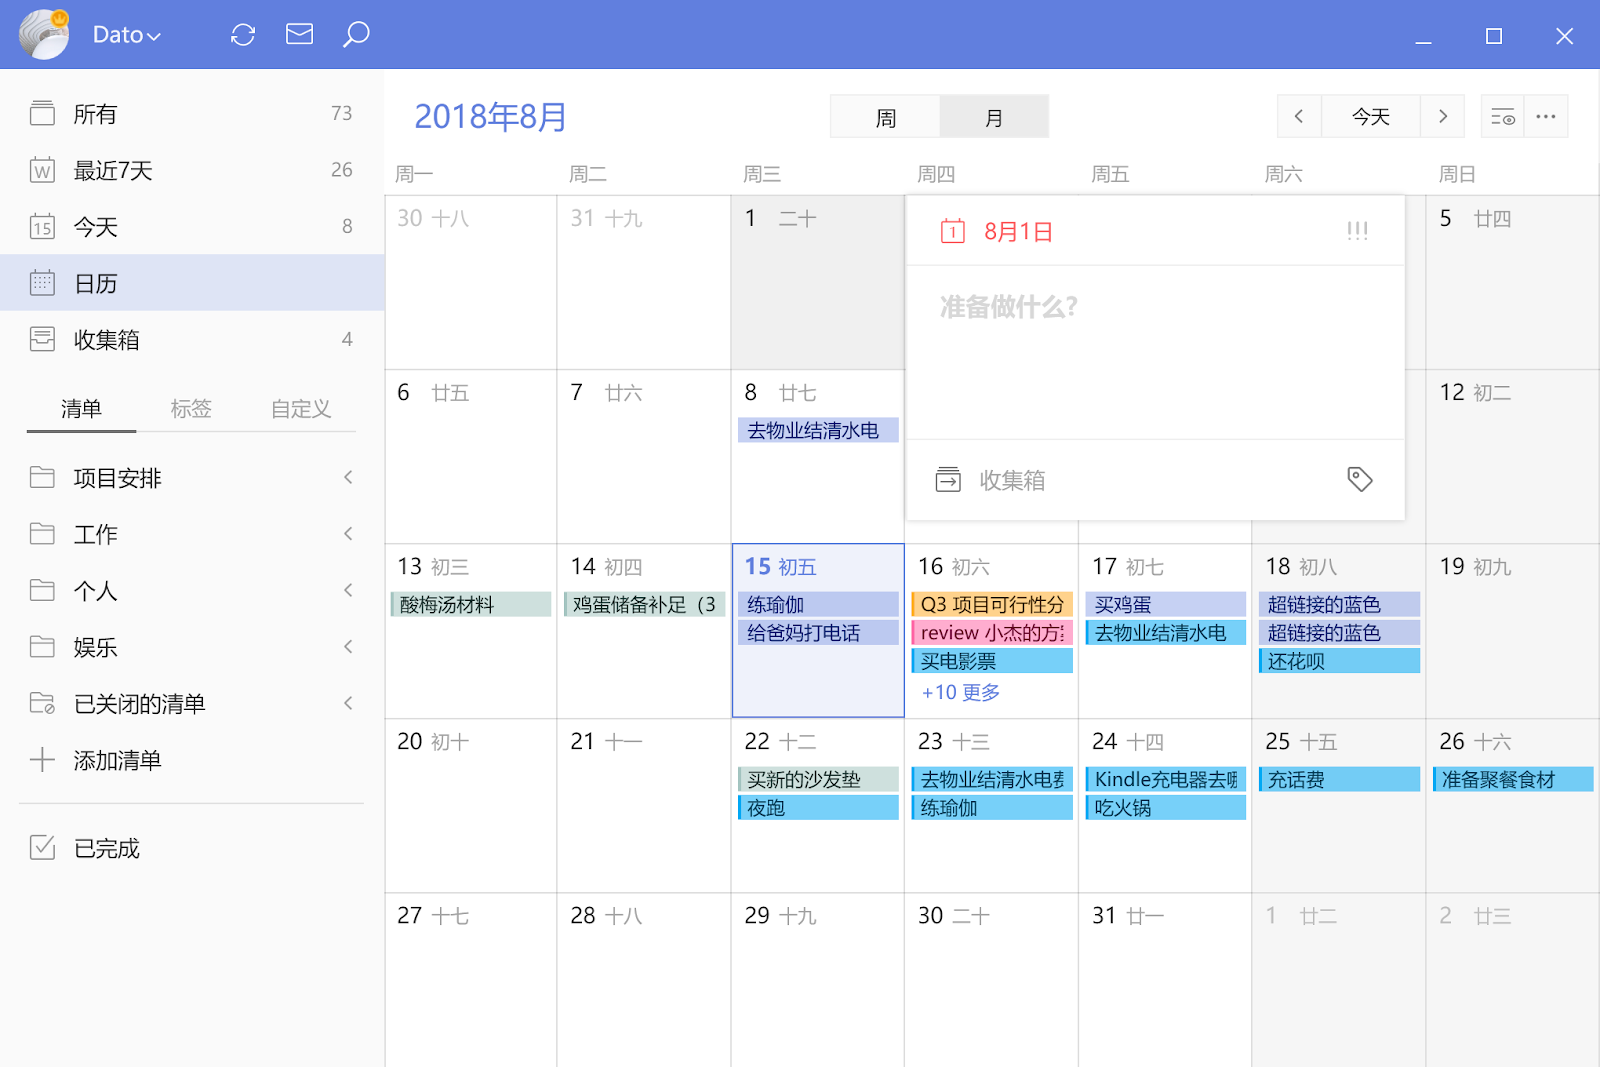 Dato
所有 73
最近7天 26
今天 8
日历
收集箱 4
清单 标签 自定义
项目安排
工作
个人
娱乐
已关闭的清单
添加清单
已完成
2018年8月
周 月
今天
周一 周二 周三 周四 周五 周六 周日
30 十八 31 十九 1 二十 5 廿四
8月1日 !!!
准备做什么?
收集箱
6 廿五 7 廿六 8 廿七 12 初二
去物业结清水电
13 初三 14 初四 15 初五 16 初六 17 初七 18 初八 19 初九
酸梅汤材料 鸡蛋储备补足（3 练瑜伽 Q3 项目可行性分 买鸡蛋 超链接的蓝色
给爸妈打电话 review 小杰的方 去物业结清水电 超链接的蓝色
买电影票 还花呗
+10 更多
20 初十 21 十一 22 十二 23 十三 24 十四 25 十五 26 十六
买新的沙发垫 去物业结清水电费 Kindle充电器去哪 充话费 准备聚餐食材
夜跑 练瑜伽 吃火锅
27 十七 28 十八 29 十九 30 二十 31 廿一 1 廿二 2 廿三